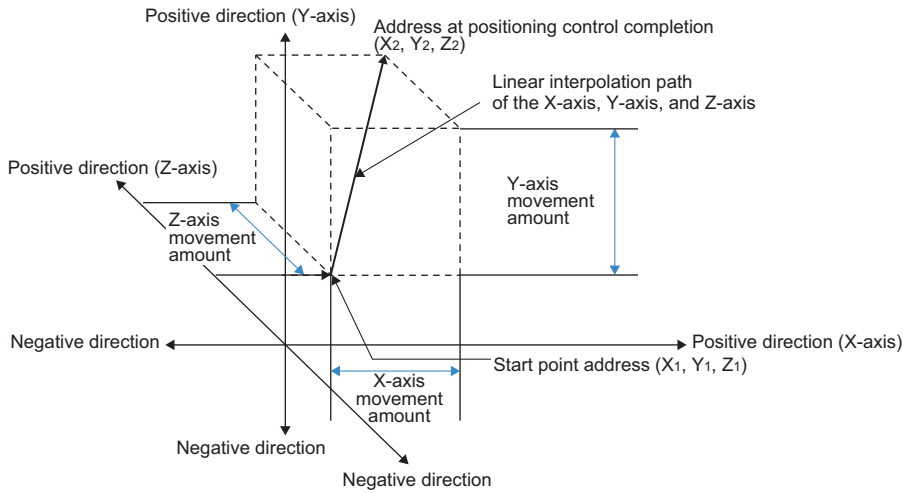 Positive direction (Y-axis)
Address at positioning control completion
(X2, Y2, Z2)
Linear interpolation path
of the X-axis, Y-axis, and Z-axis
Positive direction (Z-axis)
Y-axis
movement
amount
Z-axis
movement
amount
Negative direction
Positive direction (X-axis)
Start point address (X1, Y1, Z1)
X-axis
movement
amount
Negative direction
Negative direction